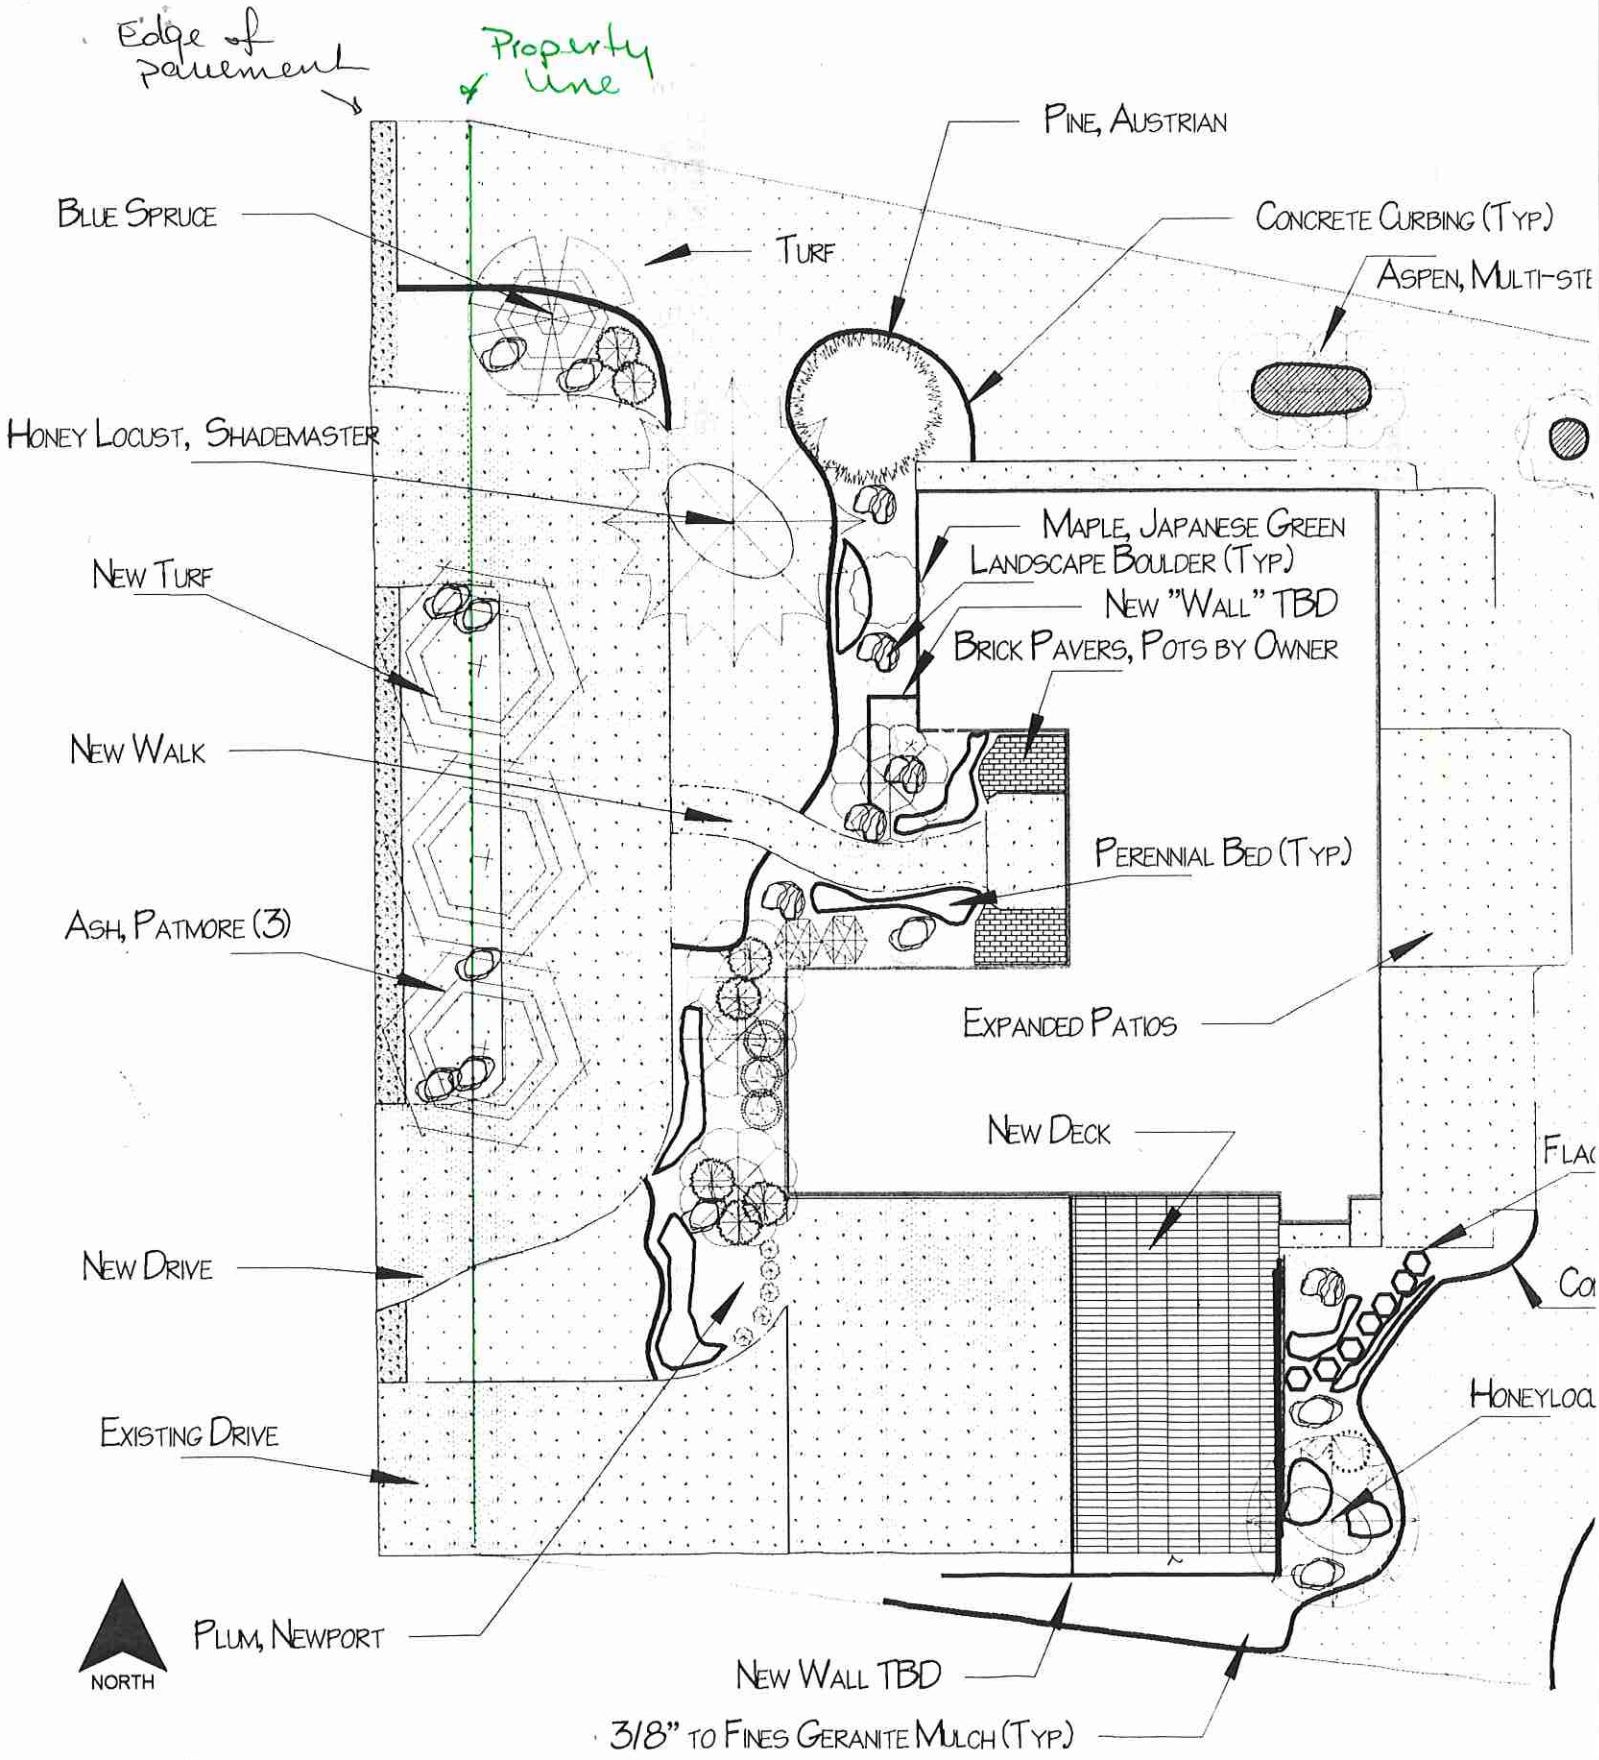 Edge of
pavement
Property
line
PINE, AUSTRIAN
BLUE SPRUCE
CONCRETE CURBING (TYP.)
TURF
ASPEN, MULTI-STE
HONEY LOCUST, SHADEMASTER
MAPLE, JAPANESE GREEN
LANDSCAPE BOULDER (TYP.)
NEW TURF
NEW "WALL" TBD
BRICK PAVERS, POTS BY OWNER
NEW WALK
PERENNIAL BED (TYP.)
ASH, PATMORE (3)
EXPANDED PATIOS
NEW DECK
FLAG
NEW DRIVE
CO
HONEYLOCU
EXISTING DRIVE
PLUM, NEWPORT
NORTH
NEW WALL TBD
3/8" TO FINES GERANITE MULCH (TYP.)